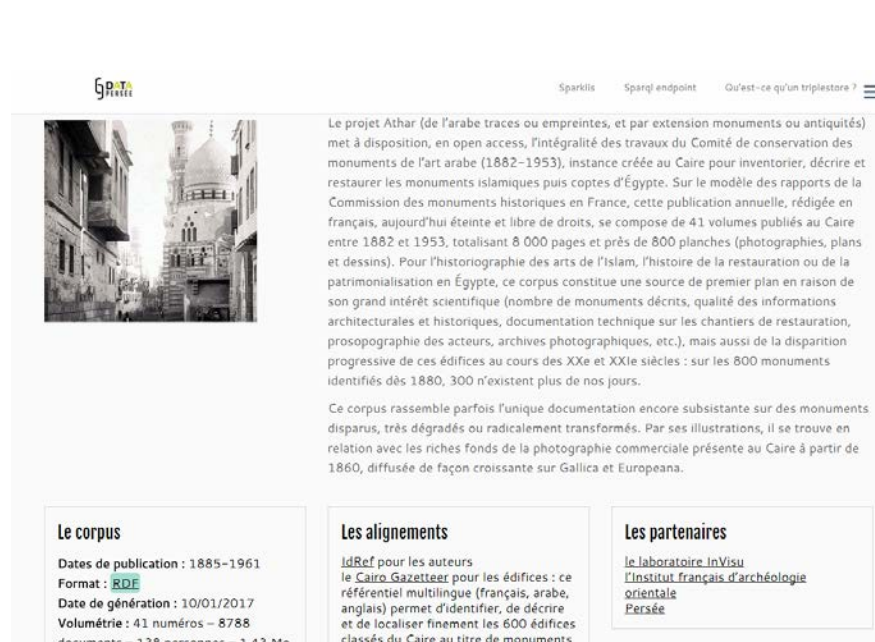 DATA
PERSÉE
Sparklis
Sparql endpoint
Qu'est-ce qu'un triplestore ?
Le projet Athar (de l'arabe traces ou empreintes, et par extension monuments ou antiquités)
met à disposition, en open access, l'intégralité des travaux du Comité de conservation des
monuments de l'art arabe (1882-1953), instance créée au Caire pour inventorier, décrire et
restaurer les monuments islamiques puis coptes d'Égypte. Sur le modèle des rapports de la
Commission des monuments historiques en France, cette publication annuelle, rédigée en
français, aujourd'hui éteinte et libre de droits, se compose de 41 volumes publiés au Caire
entre 1882 et 1953, totalisant 8 000 pages et près de 800 planches (photographies, plans
et dessins). Pour l'historiographie des arts de l'Islam, l'histoire de la restauration ou de la
patrimonialisation en Égypte, ce corpus constitue une source de premier plan en raison de
son grand intérêt scientifique (nombre de monuments décrits, qualité des informations
architecturales et historiques, documentation technique sur les chantiers de restauration,
prosopographie des acteurs, archives photographiques, etc.), mais aussi de la disparition
progressive de ces édifices au cours des XXe et XXIe siècles : sur les 800 monuments
identifiés dès 1880, 300 n'existent plus de nos jours.
Ce corpus rassemble parfois l'unique documentation encore subsistante sur des monuments
disparus, très dégradés ou radicalement transformés. Par ses illustrations, il se trouve en
relation avec les riches fonds de la photographie commerciale présente au Caire à partir de
1860, diffusée de façon croissante sur Gallica et Europeana.
Le corpus
Dates de publication : 1885-1961
Format : RDF
Date de génération : 10/01/2017
Volumétrie : 41 numéros – 8788
documents – 138 personnes – 1,43 Mo
Les alignements
IdRef pour les auteurs
le Cairo Gazetteer pour les édifices : ce
référentiel multilingue (français, arabe,
anglais) permet d'identifier, de décrire
et de localiser finement les 600 édifices
classés du Caire au titre de monuments
Les partenaires
le laboratoire InVisu
l'Institut français d'archéologie
orientale
Persée